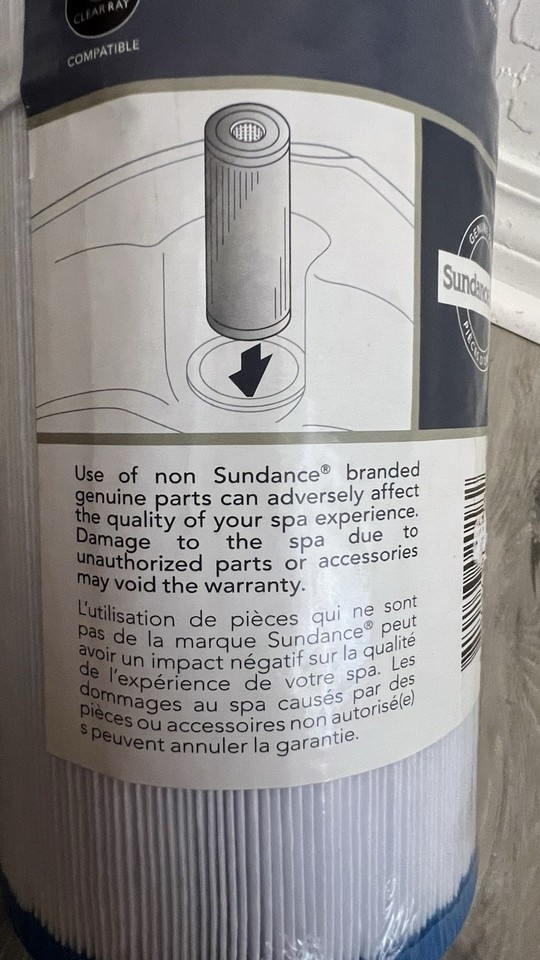 CLEARRAY
COMPATIBLE
Use of non Sundance® branded
genuine parts can adversely affect
the quality of your spa experience.
Damage to the spa due to
unauthorized parts or accessories
may void the warranty.
L'utilisation de pièces qui ne sont
pas de la marque Sundance® peut
avoir un impact négatif sur la qualité
de l'expérience de votre spa. Les
dommages au spa causés par des
pièces ou accessoires non autorisé(e)
s peuvent annuler la garantie.